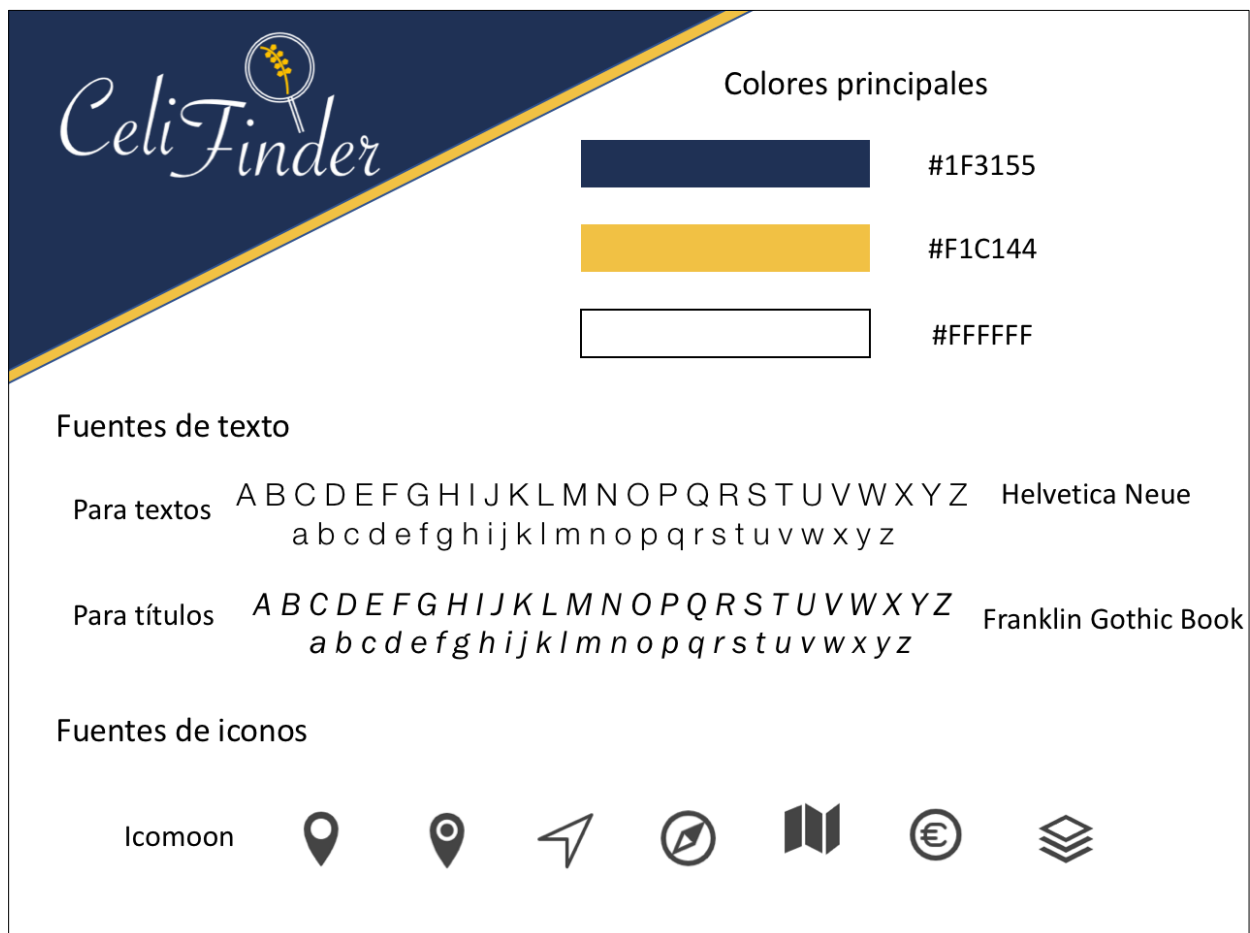 CeliFinder
Colores principales
#1F3155
#F1C144
#FFFFFF
Fuentes de texto
Para textos
A B C D E F G H I J K L M N O P Q R S T U V W X Y Z
a b c d e f g h i j k l m n o p q r s t u v w x y z
Helvetica Neue
Para títulos
A B C D E F G H I J K L M N O P Q R S T U V W X Y Z
a b c d e f g h i j k l m n o p q r s t u v w x y z
Franklin Gothic Book
Fuentes de iconos
Icomoon
€